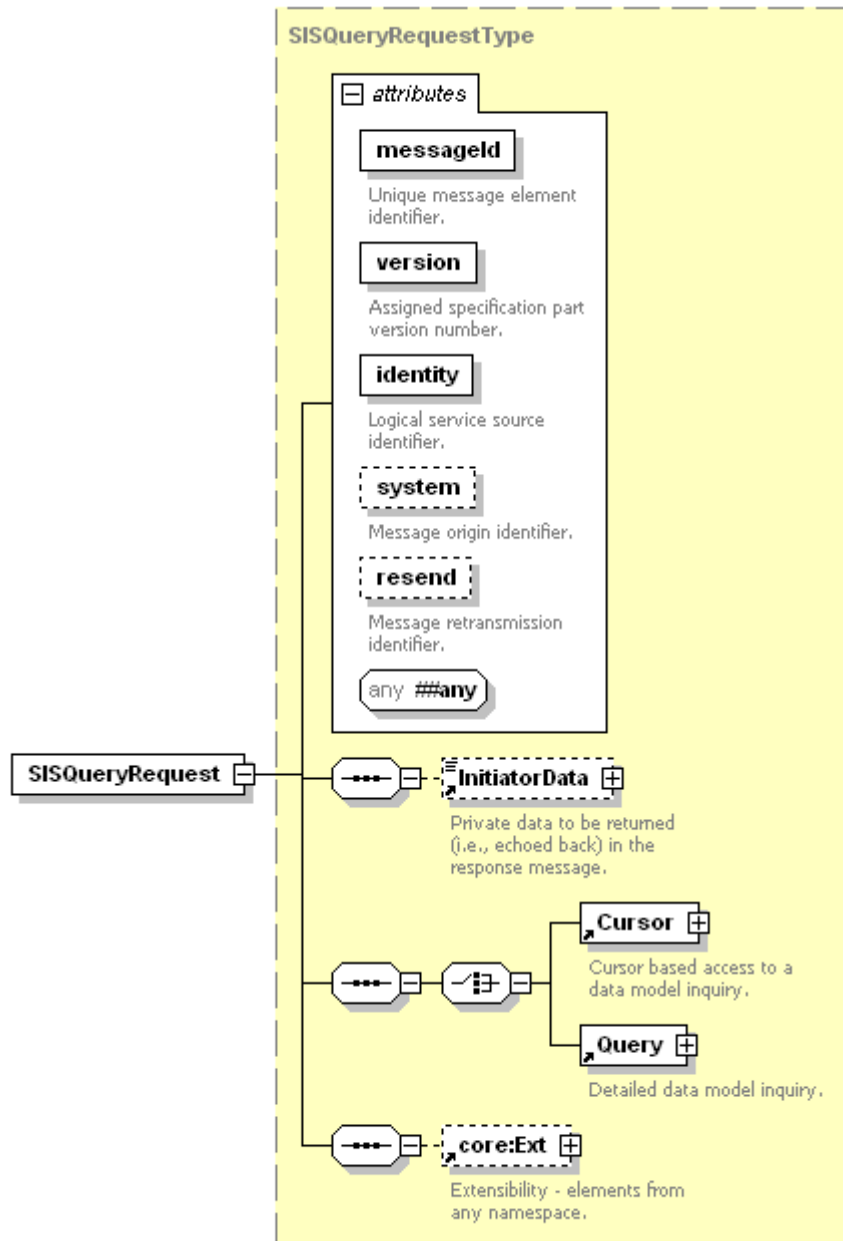 SISQueryRequestType
attributes
messageId
Unique message element
identifier.
version
Assigned specification part
version number.
identity
Logical service source
identifier.
system
Message origin identifier.
resend
Message retransmission
identifier.
any ##any
SISQueryRequest
InitiatorData
Private data to be returned
(i.e., echoed back) in the
response message.
Cursor
Cursor based access to a
data model inquiry.
Query
Detailed data model inquiry.
core:Ext
Extensibility - elements from
any namespace.